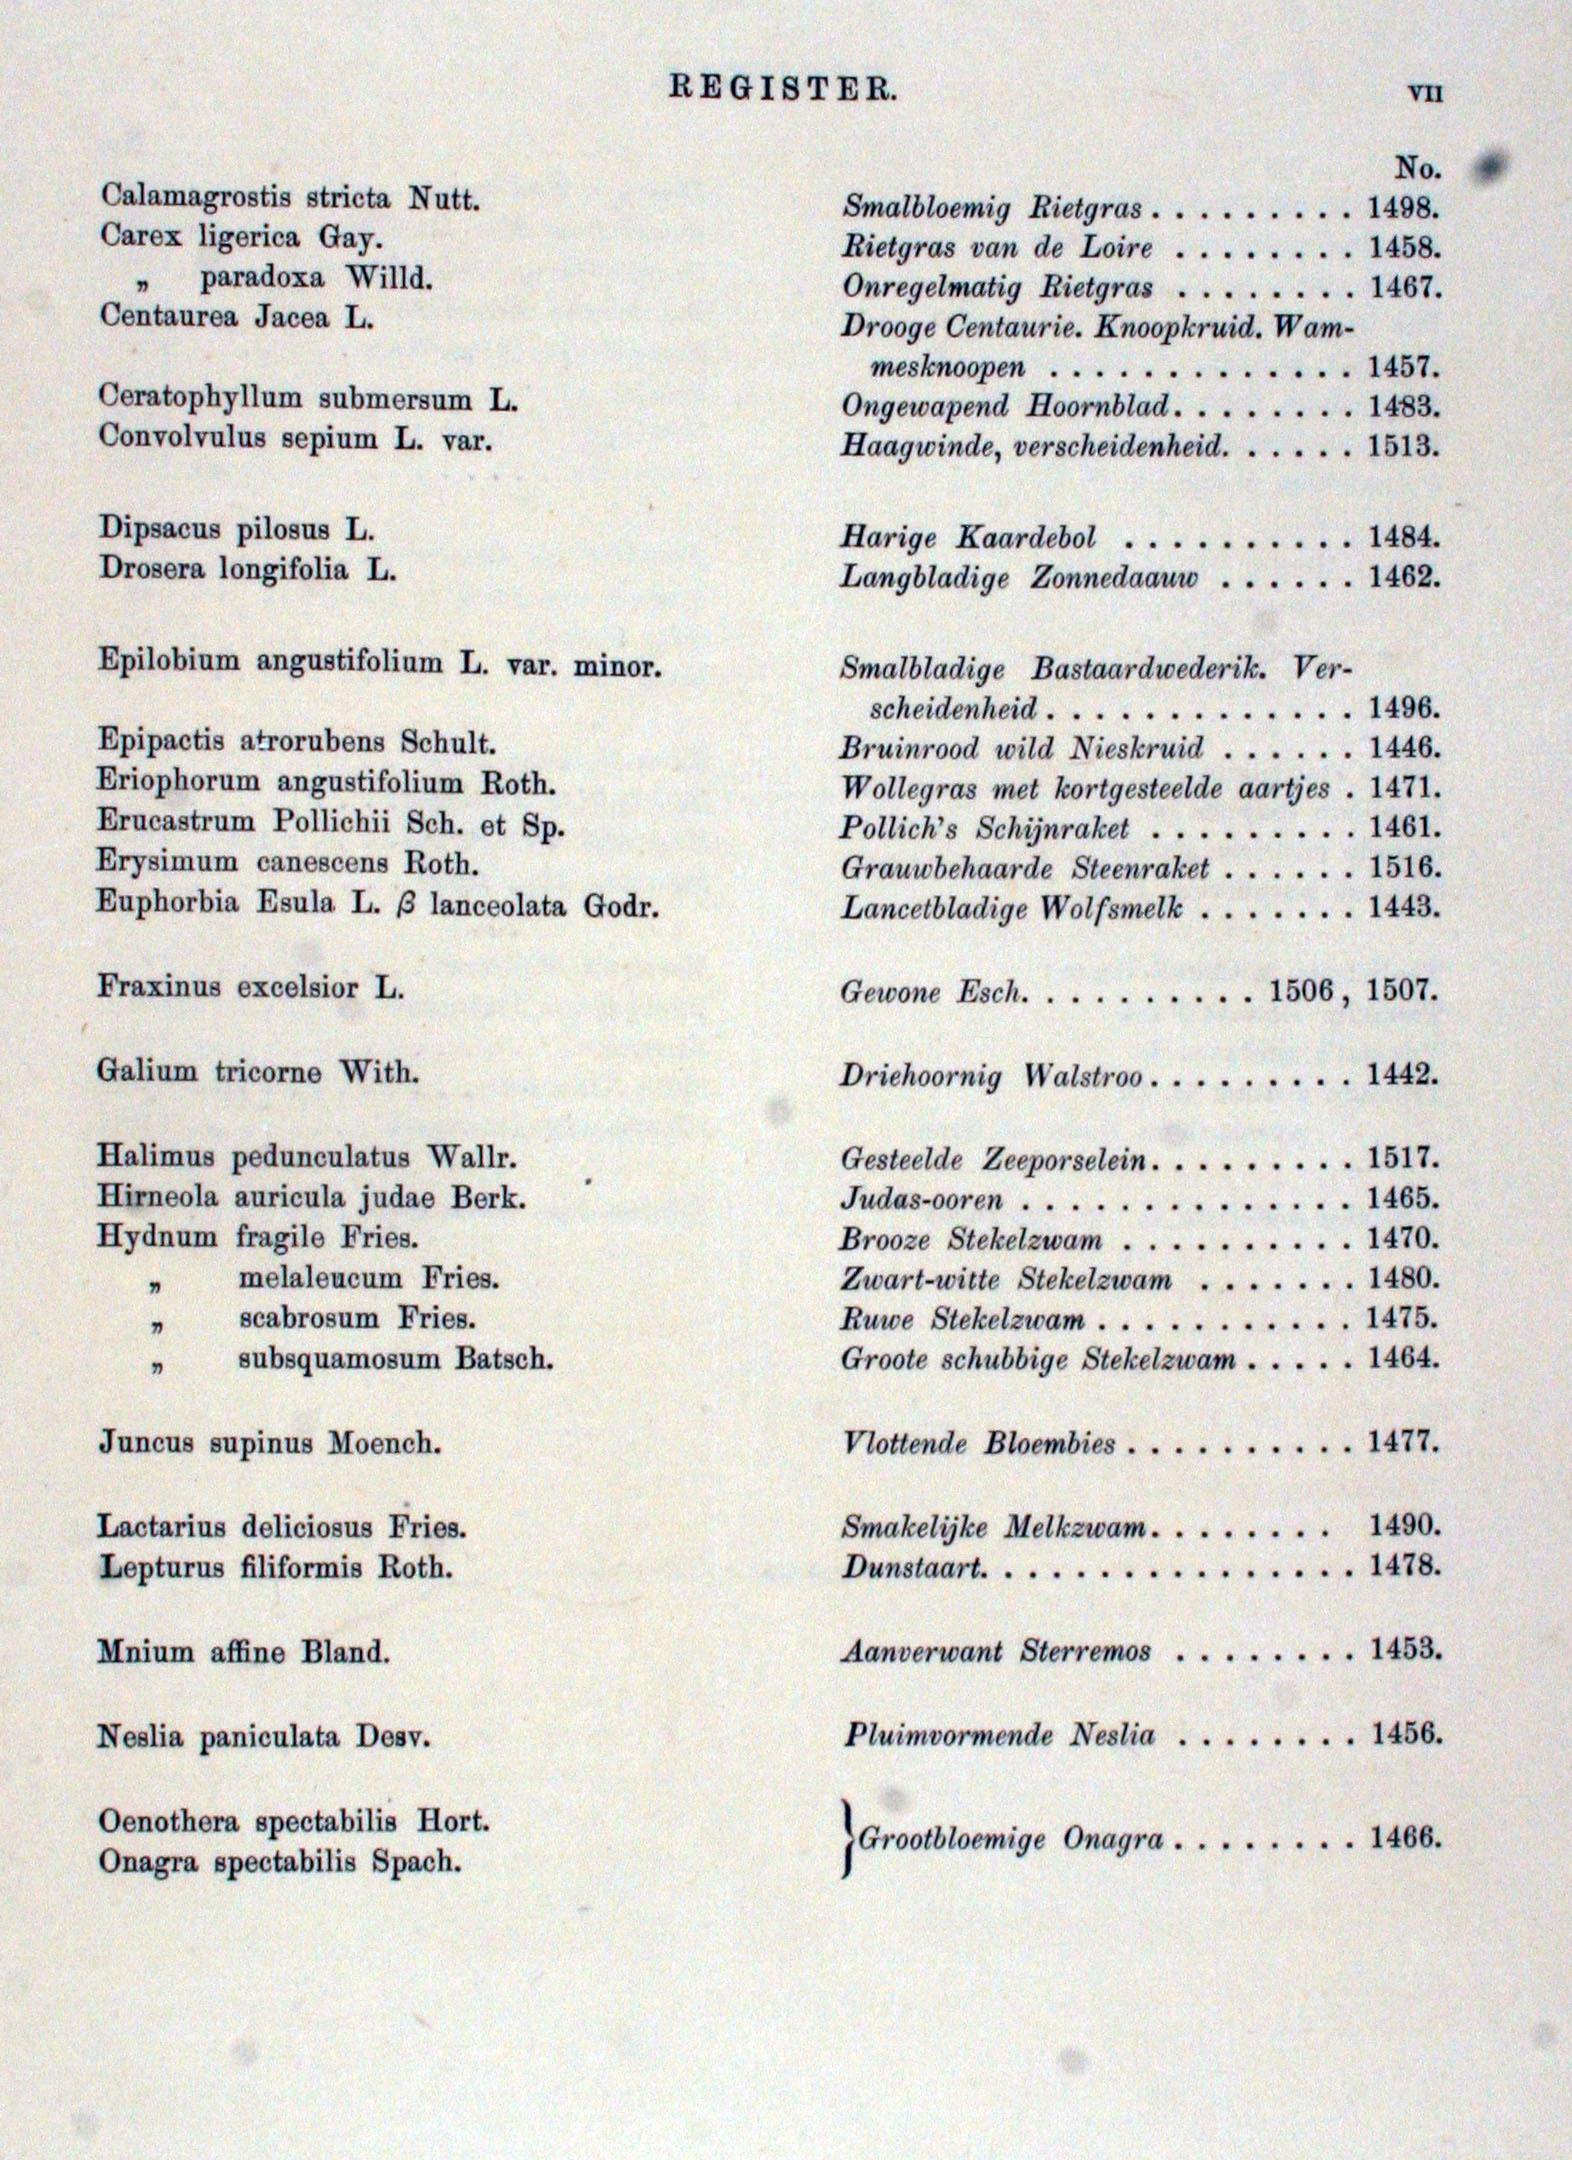 REGISTER. VII
No.
Calamagrostis stricta Nutt. Smalbloemig Rietgras . . . . . . . . . 1498.
Carex ligerica Gay. Rietgras van de Loire . . . . . . . . 1458.
„ paradoxa Willd. Onregelmatig Rietgras . . . . . . . . 1467.
Centaurea Jacea L. Drooge Centaurie. Knoopkruid. Wam-
mesknoopen . . . . . . . . . . . . . 1457.
Ceratophyllum submersum L. Ongewapend Hoornblad. . . . . . . . 1483.
Convolvulus sepium L. var. Haagwinde, verscheidenheid. . . . . . 1513.
Dipsacus pilosus L. Harige Kaardebol . . . . . . . . . . 1484.
Drosera longifolia L. Langbladige Zonnedaauw . . . . . . 1462.
Epilobium angustifolium L. var. minor. Smalbladige Bastaardwederik. Ver-
scheidenheid . . . . . . . . . . . . . 1496.
Epipactis atrorubens Schult. Bruinrood wild Nieskruid . . . . . . 1446.
Eriophorum angustifolium Roth. Wollegras met kortgesteelde aartjes . 1471.
Erucastrum Pollichii Sch. et Sp. Pollich's Schijnraket . . . . . . . . . 1461.
Erysimum canescens Roth. Grauwbehaarde Steenraket . . . . . . 1516.
Euphorbia Esula L. β lanceolata Godr. Lancetbladige Wolfsmelk . . . . . . . 1443.
Fraxinus excelsior L. Gewone Esch. . . . . . . . . . 1506, 1507.
Galium tricorne With. Driehoornig Walstroo . . . . . . . . . 1442.
Halimus pedunculatus Wallr. Gesteelde Zeeporselein. . . . . . . . . 1517.
Hirneola auricula judae Berk. Judas-ooren . . . . . . . . . . . . . . 1465.
Hydnum fragile Fries. Brooze Stekelzwam . . . . . . . . . . 1470.
„ melaleucum Fries. Zwart-witte Stekelzwam . . . . . . . 1480.
„ scabrosum Fries. Ruwe Stekelzwam . . . . . . . . . . . 1475.
„ subsquamosum Batsch. Groote schubbige Stekelzwam . . . . . 1464.
Juncus supinus Moench. Vlottende Bloembies . . . . . . . . . . 1477.
Lactarius deliciosus Fries. Smakelijke Melkzwam. . . . . . . . 1490.
Lepturus filiformis Roth. Dunstaart. . . . . . . . . . . . . . . . 1478.
Mnium affine Bland. Aanverwant Sterremos . . . . . . . . 1453.
Neslia paniculata Desv. Pluimvormende Neslia . . . . . . . . 1456.
Oenothera spectabilis Hort.
} Grootbloemige Onagra . . . . . . . . 1466.
Onagra spectabilis Spach.